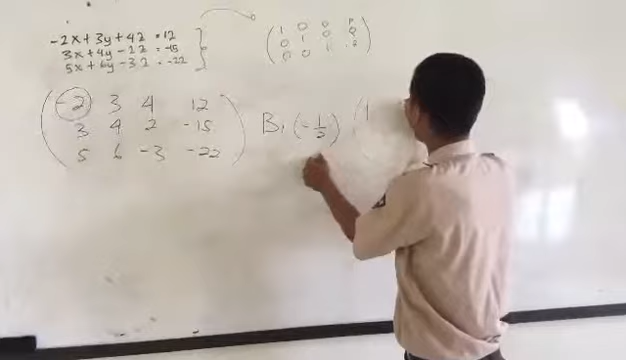 -2x + 3y + 4z = 12
3x + 4y - 2z = -15
5x + 6y - 3z = -22
1 0 0 P
0 1 0 Q
0 0 1 R
-2 3 4 12
3 4 2 -15
5 6 -3 -22
B₁ (-1/2) (1